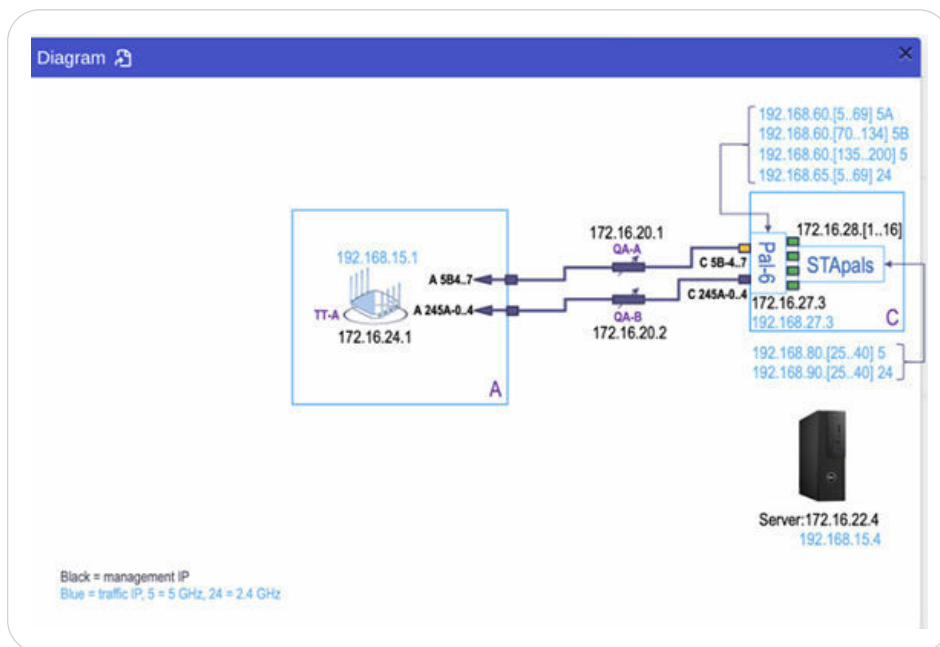 Diagram
192.168.60.[5..69] 5A
192.168.60.[70..134] 5B
192.168.60.[135..200] 5
192.168.65.[5..69] 24
192.168.15.1
A 5B4..7
TT-A
A 245A-0..4
172.16.24.1
A
172.16.20.1
QA-A
QA-B
172.16.20.2
C 5B-4..7
C 245A-0..4
Pal-6
172.16.28.[1..16]
STApals
172.16.27.3
192.168.27.3
C
192.168.80.[25..40] 5
192.168.90.[25..40] 24
Server:172.16.22.4
192.168.15.4
Black = management IP
Blue = traffic IP, 5 = 5 GHz, 24 = 2.4 GHz